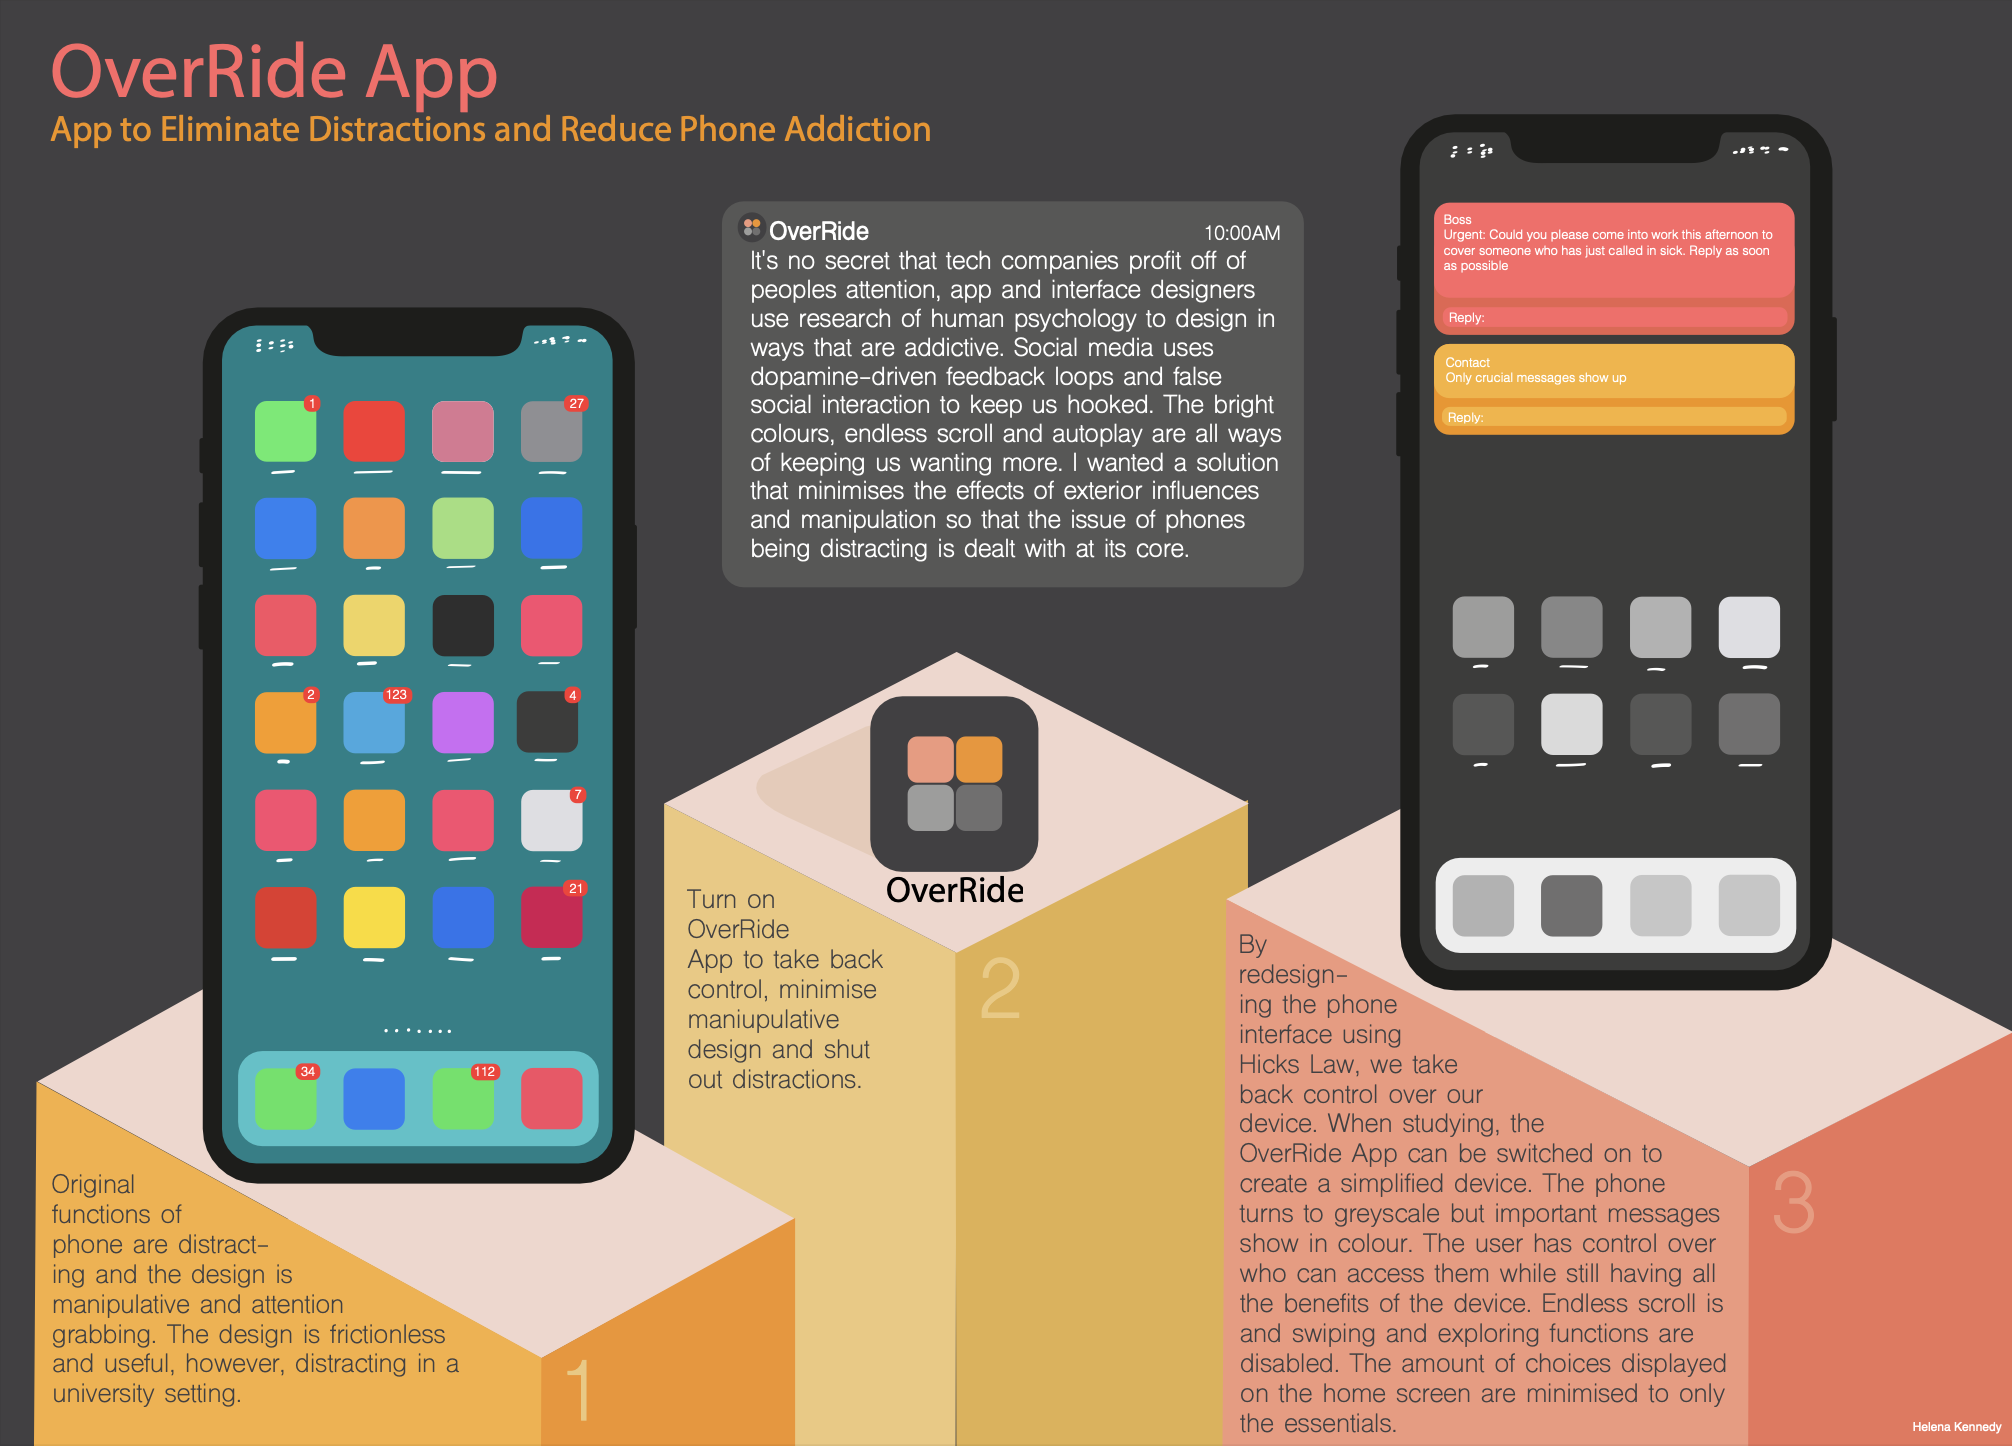 OverRide App
App to Eliminate Distractions and Reduce Phone Addiction
OverRide 10:00AM
It's no secret that tech companies profit off of
peoples attention, app and interface designers
use research of human psychology to design in
ways that are addictive. Social media uses
dopamine-driven feedback loops and false
social interaction to keep us hooked. The bright
colours, endless scroll and autoplay are all ways
of keeping us wanting more. I wanted a solution
that minimises the effects of exterior influences
and manipulation so that the issue of phones
being distracting is dealt with at its core.
1
27
2
123
4
7
21
34
112
Original
functions of
phone are distract-
ing and the design is
manipulative and attention
grabbing. The design is frictionless
and useful, however, distracting in a
university setting.
1
OverRide
Turn on
OverRide
App to take back
control, minimise
maniupulative
design and shut
out distractions.
2
Boss
Urgent: Could you please come into work this afternoon to
cover someone who has just called in sick. Reply as soon
as possible
Reply:
Contact
Only crucial messages show up
Reply:
By
redesign-
ing the phone
interface using
Hicks Law, we take
back control over our
device. When studying, the
OverRide App can be switched on to
create a simplified device. The phone
turns to greyscale but important messages
show in colour. The user has control over
who can access them while still having all
the benefits of the device. Endless scroll is
and swiping and exploring functions are
disabled. The amount of choices displayed
on the home screen are minimised to only
the essentials.
3
Helena Kennedy